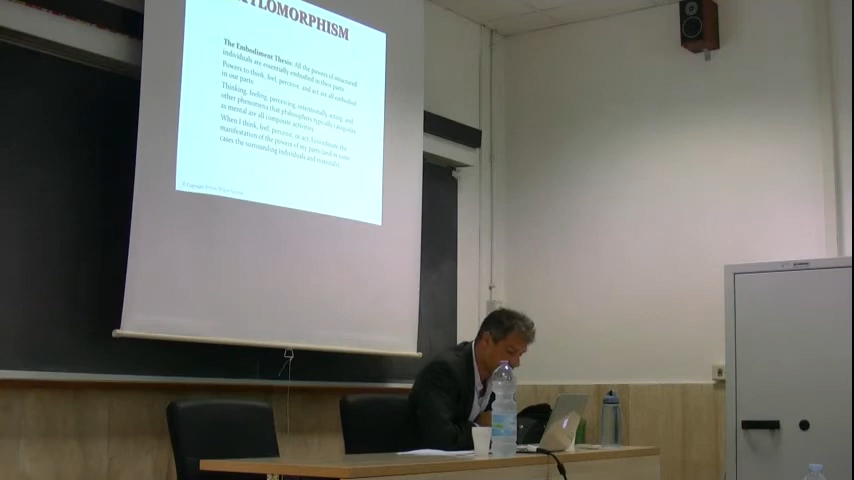 YLOMORPHISM
The Embodiment Thesis: All the powers of structured
individuals are essentially embodied in their parts
Powers to think, feel, perceive, and act are all embodied
in our parts
Thinking, feeling, perceiving, intentionally acting, and
other phenomena that philosophers typically categorize
as mental are all composite activities
When I think, feel, perceive, or act, I coordinate the
manifestation of the powers of my parts (and in some
cases the surrounding individuals and materials).
© Copyright